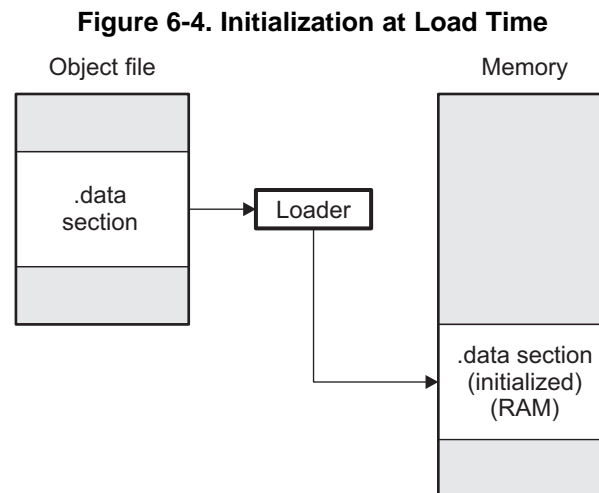 Figure 6-4. Initialization at Load Time
Object file
Memory
.data
section
Loader
.data section
(initialized)
(RAM)